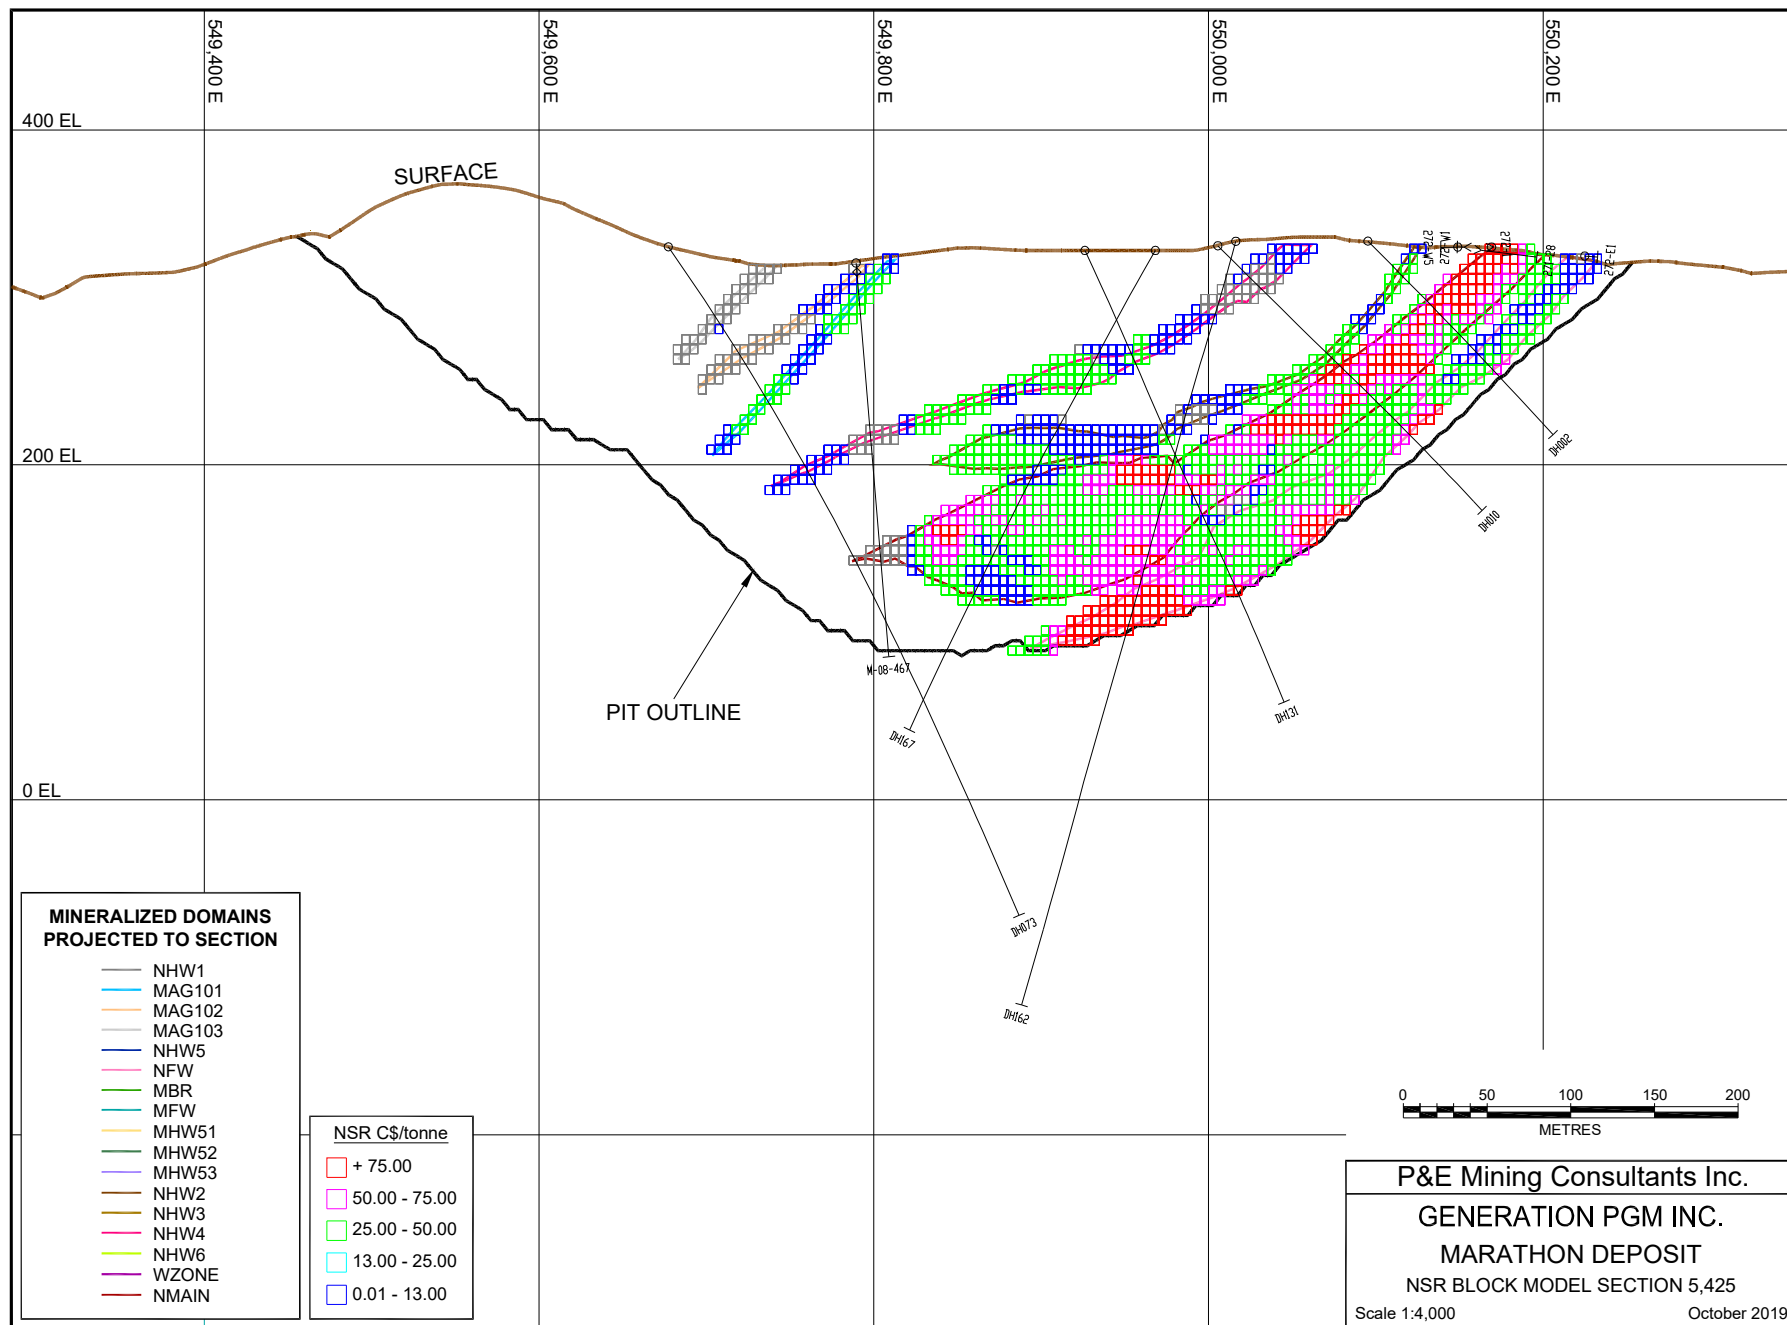 549,400 E
549,600 E
549,800 E
550,000 E
550,200 E
400 EL
SURFACE
272-W5
272-13
DH002
200 EL
DH010
M-08-467
PIT OUTLINE
DH131
DH167
0 EL
DH073
DH162
MINERALIZED DOMAINS
PROJECTED TO SECTION
NHW1
MAG101
MAG102
MAG103
NHW5
NFW
MBR
MFW
MHW51
MHW52
MHW53
NHW2
NHW3
NHW4
NHW6
WZONE
NMAIN
NSR C$/tonne
+ 75.00
50.00 - 75.00
25.00 - 50.00
13.00 - 25.00
0.01 - 13.00
0 50 100 150 200
METRES
P&E Mining Consultants Inc.
GENERATION PGM INC.
MARATHON DEPOSIT
NSR BLOCK MODEL SECTION 5,425
Scale 1:4,000 October 2019